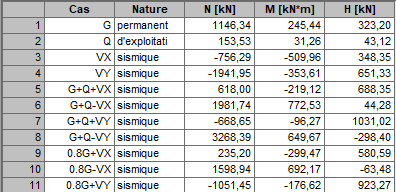 Cas Nature N [kN] M [kN*m] H [kN]
1 G permanent 1146,34 245,44 323,20
2 Q d'exploitati 153,53 31,26 43,12
3 VX sismique -756,29 -509,96 348,35
4 VY sismique -1941,95 -353,61 651,33
5 G+Q+VX sismique 618,00 -219,12 688,35
6 G+Q-VX sismique 1981,74 772,53 44,28
7 G+Q+VY sismique -668,65 -96,27 1031,02
8 G+Q-VY sismique 3268,39 649,67 -298,40
9 0.8G+VX sismique 235,20 -299,47 580,59
10 0.8G-VX sismique 1598,94 692,17 -63,48
11 0.8G+VY sismique -1051,45 -176,62 923,27